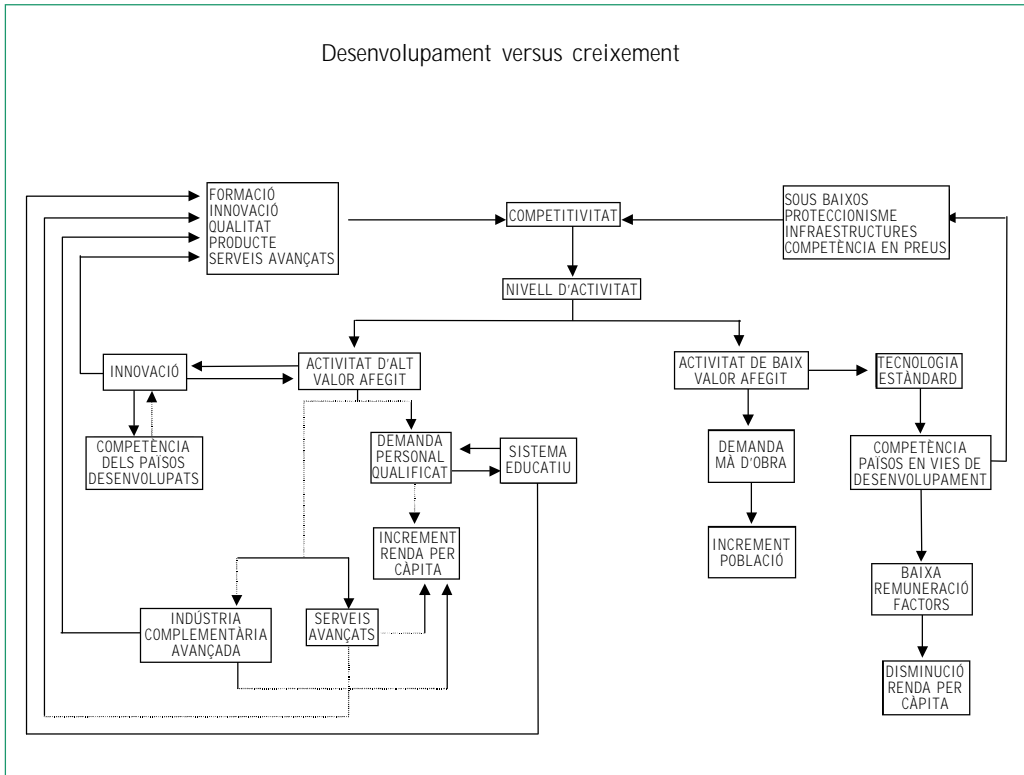 Desenvolupament versus creixement
FORMACIÓ
INNOVACIÓ
QUALITAT
PRODUCTE
SERVEIS AVANÇATS
COMPETITIVITAT
SOUS BAIXOS
PROTECCIONISME
INFRAESTRUCTURES
COMPETÈNCIA EN PREUS
NIVELL D'ACTIVITAT
INNOVACIÓ
ACTIVITAT D'ALT
VALOR AFEGIT
ACTIVITAT DE BAIX
VALOR AFEGIT
TECNOLOGIA
ESTÀNDARD
COMPETÈNCIA
DELS PAÏSOS
DESENVOLUPATS
DEMANDA
PERSONAL
QUALIFICAT
SISTEMA
EDUCATIU
DEMANDA
MÀ D'OBRA
COMPETÈNCIA
PAÏSOS EN VIES DE
DESENVOLUPAMENT
INCREMENT
RENDA PER
CÀPITA
INCREMENT
POBLACIÓ
BAIXA
REMUNERACIÓ
FACTORS
INDÚSTRIA
COMPLEMENTÀRIA
AVANÇADA
SERVEIS
AVANÇATS
DISMINUCIÓ
RENDA PER
CÀPITA